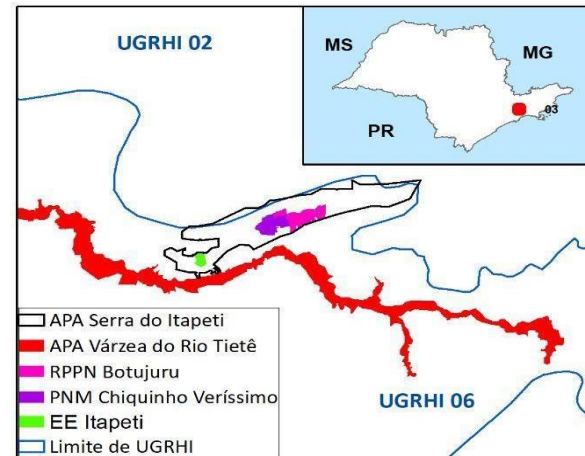 UGRHI 02
MS
MG
03
PR
APA Serra do Itapeti
APA Várzea do Rio Tietê
RPPN Botujuru
PNM Chiquinho Veríssimo
EE Itapeti
Limite de UGRHI
UGRHI 06